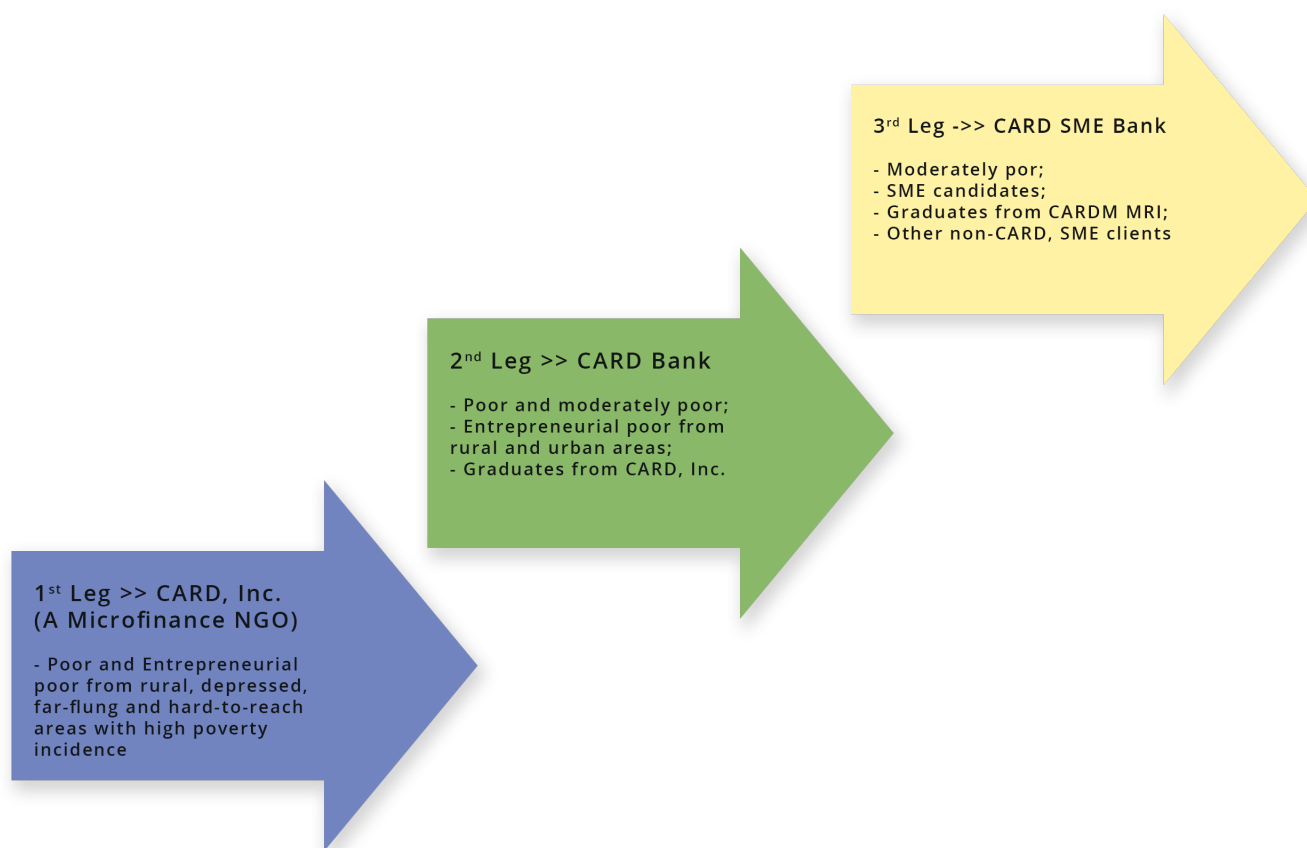 3rd Leg ->> CARD SME Bank
- Moderately por;
- SME candidates;
- Graduates from CARDM MRI;
- Other non-CARD, SME clients
2nd Leg >> CARD Bank
- Poor and moderately poor;
- Entrepreneurial poor from
rural and urban areas;
- Graduates from CARD, Inc.
1st Leg >> CARD, Inc.
(A Microfinance NGO)
- Poor and Entrepreneurial
poor from rural, depressed,
far-flung and hard-to-reach
areas with high poverty
incidence